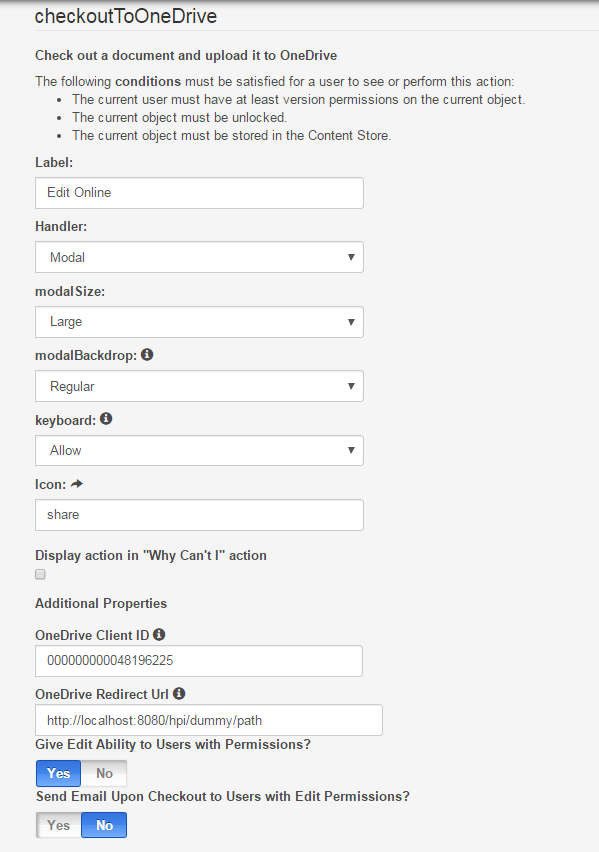 checkoutToOneDrive
Check out a document and upload it to OneDrive
The following conditions must be satisfied for a user to see or perform this action:
The current user must have at least version permissions on the current object.
The current object must be unlocked.
The current object must be stored in the Content Store.
Label:
Edit Online
Handler:
Modal
modalSize:
Large
modalBackdrop:
Regular
keyboard:
Allow
Icon:
share
Display action in "Why Can't I" action
Additional Properties
OneDrive Client ID
000000000048196225
OneDrive Redirect Url
http://localhost:8080/hpi/dummy/path
Give Edit Ability to Users with Permissions?
Yes No
Send Email Upon Checkout to Users with Edit Permissions?
Yes No